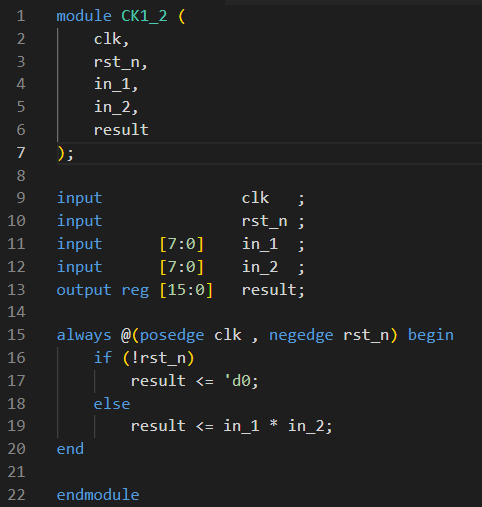 1 module CK1_2 (
2     clk,
3     rst_n,
4     in_1,
5     in_2,
6     result
7 );
8
9 input               clk   ;
10 input               rst_n ;
11 input      [7:0]    in_1  ;
12 input      [7:0]    in_2  ;
13 output reg [15:0]   result;
14
15 always @(posedge clk , negedge rst_n) begin
16     if (!rst_n)
17         result <= 'd0;
18     else
19         result <= in_1 * in_2;
20 end
21
22 endmodule